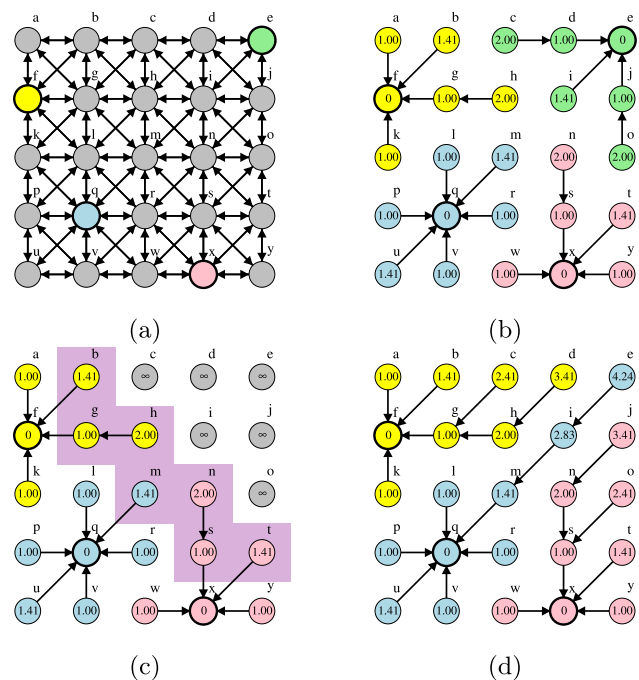 a b c d e
f g h i j
k l m n o
p q r s t
u v w x y
(a)
a b c d e
1.00 1.41 2.00 1.00 0
f g h i j
0 1.00 2.00 1.41 1.00
k l m n o
1.00 1.00 1.41 2.00 2.00
p q r s t
1.00 0 1.00 1.00 1.41
u v w x y
1.41 1.00 1.00 0 1.00
(b)
a b c d e
1.00 1.41 ∞ ∞ ∞
f g h i j
0 1.00 2.00 ∞ ∞
k l m n o
1.00 1.00 1.41 2.00 ∞
p q r s t
1.00 0 1.00 1.00 1.41
u v w x y
1.41 1.00 1.00 0 1.00
(c)
a b c d e
1.00 1.41 2.41 3.41 4.24
f g h i j
0 1.00 2.00 2.83 3.41
k l m n o
1.00 1.00 1.41 2.00 2.41
p q r s t
1.00 0 1.00 1.00 1.41
u v w x y
1.41 1.00 1.00 0 1.00
(d)